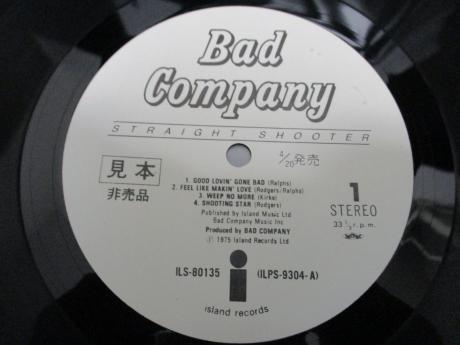 Bad
Company
STRAIGHT SHOOTER
4/20発売
見本
非売品
1. GOOD LOVIN' GONE BAD (Ralphs)
2. FEEL LIKE MAKIN' LOVE (Rodgers/Ralphs)
3. WEEP NO MORE (Kirke)
4. SHOOTING STAR (Rodgers)
Published by Island Music Ltd
Bad Company Music Inc
Produced by BAD COMPANY
Ⓟ 1975 Island Records Ltd
1
STEREO
33 1/3 r.p.m.
ILS-80135 (ILPS-9304-A)
island records